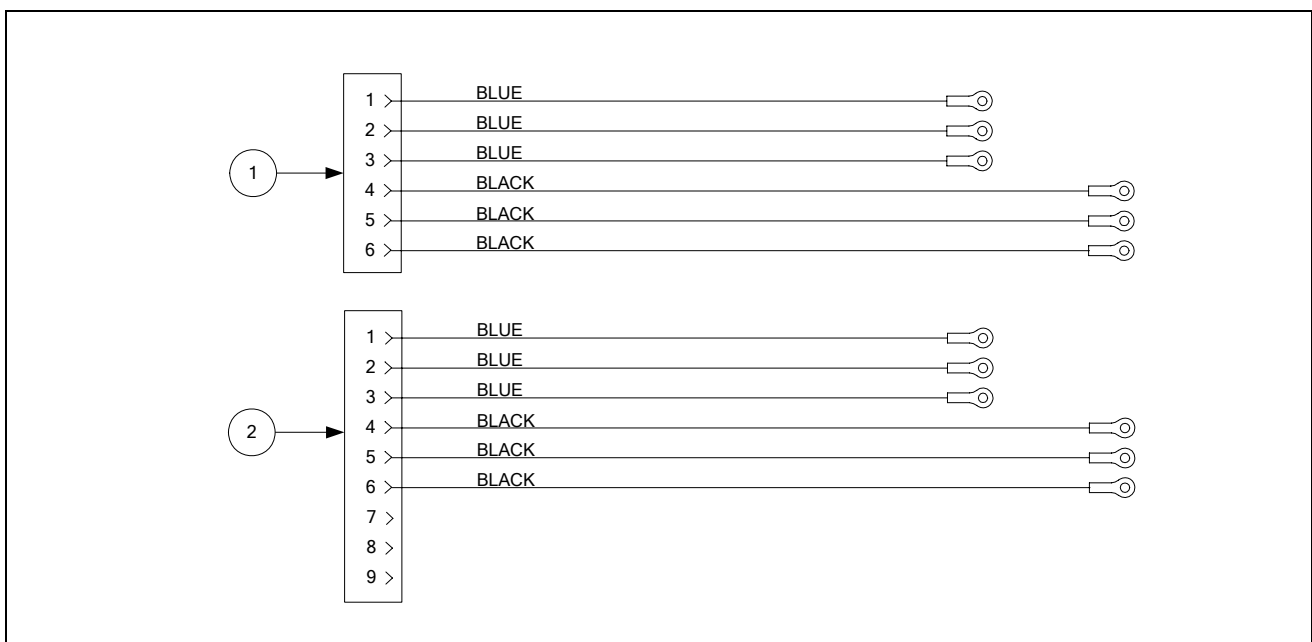 1 BLUE
2 BLUE
3 BLUE
1
4 BLACK
5 BLACK
6 BLACK
1 BLUE
2 BLUE
3 BLUE
2
4 BLACK
5 BLACK
6 BLACK
7
8
9